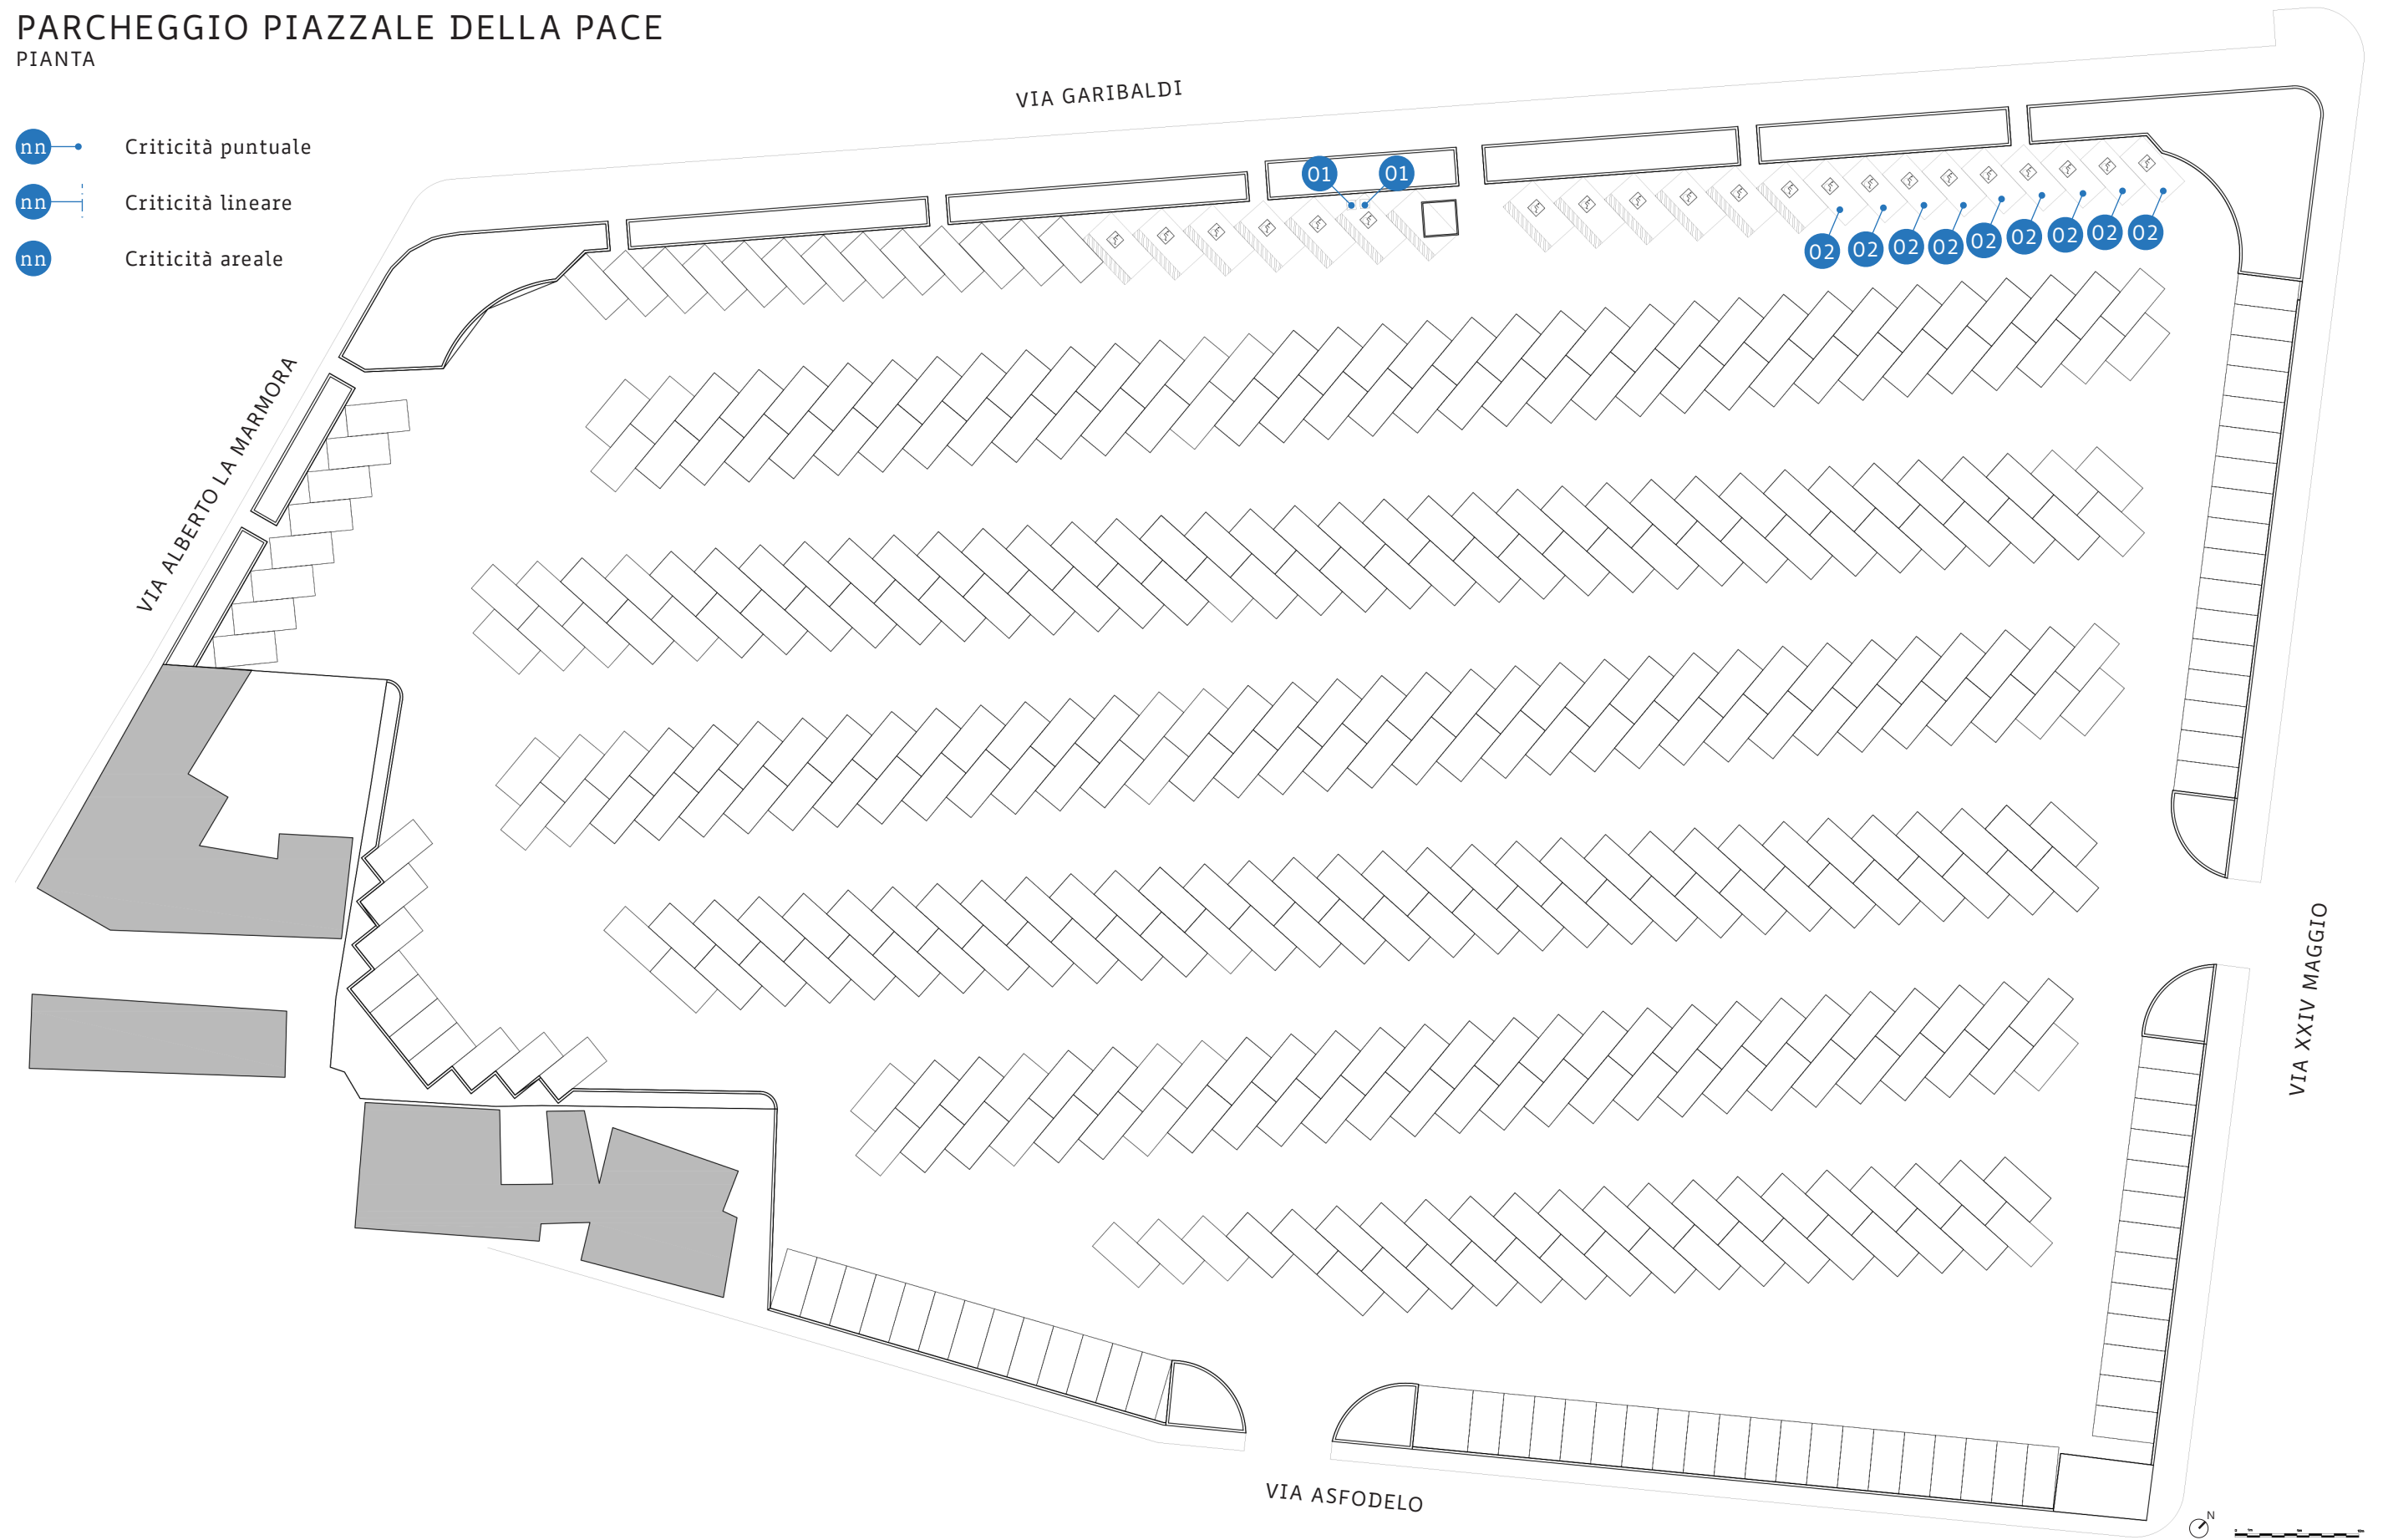 PARCHEGGIO PIAZZALE DELLA PACE
PIANTA
nn Criticità puntuale
nn Criticità lineare
nn Criticità areale
VIA GARIBALDI
01 01
02 02 02 02 02 02 02 02 02
VIA ALBERTO LA MARMORA
VIA XXIV MAGGIO
VIA ASFODELO
N